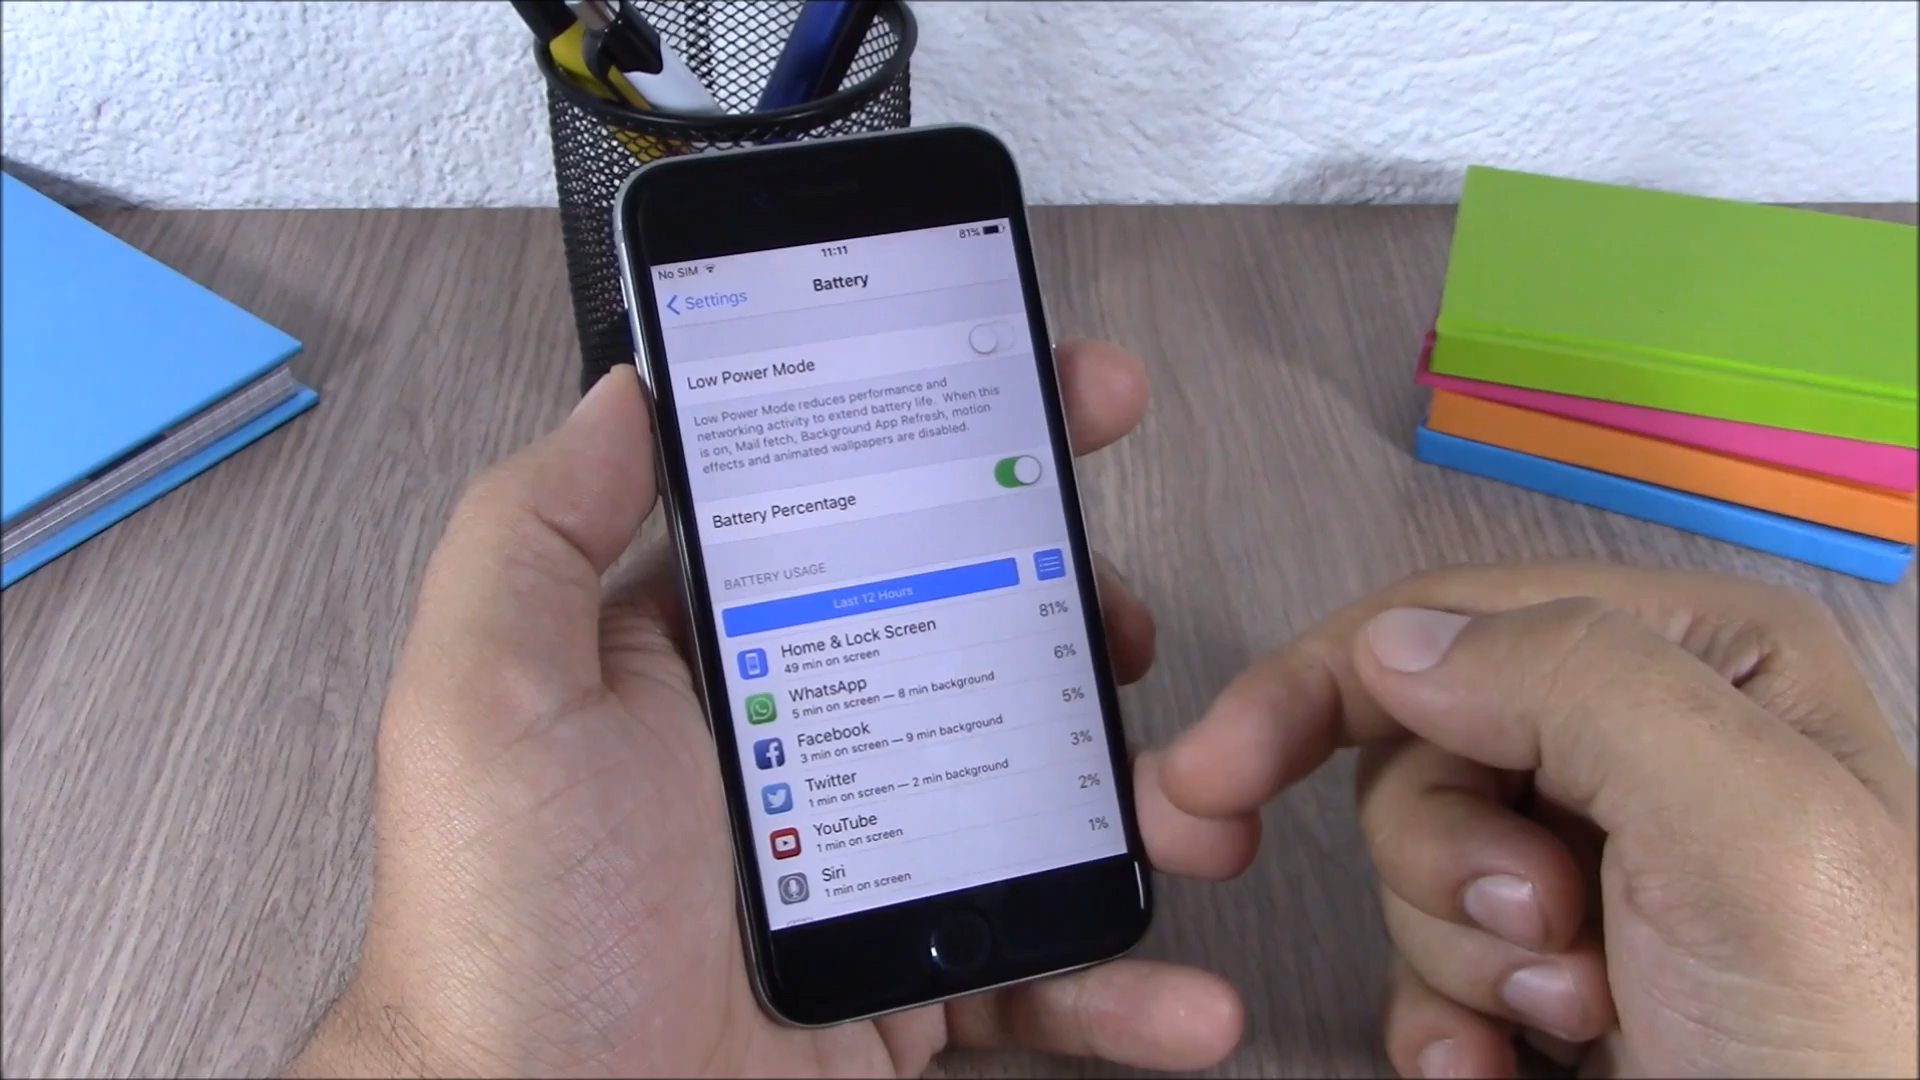 No SIM 11:11 81%
Settings Battery
Low Power Mode
Low Power Mode reduces performance and
networking activity to extend battery life. When this
is on, Mail fetch, Background App Refresh, motion
effects and animated wallpapers are disabled.
Battery Percentage
BATTERY USAGE
Last 12 Hours
Home & Lock Screen 81%
49 min on screen
WhatsApp 6%
5 min on screen — 8 min background
Facebook 5%
3 min on screen — 9 min background
Twitter 3%
1 min on screen — 2 min background
YouTube 2%
1 min on screen
Siri 1%
1 min on screen